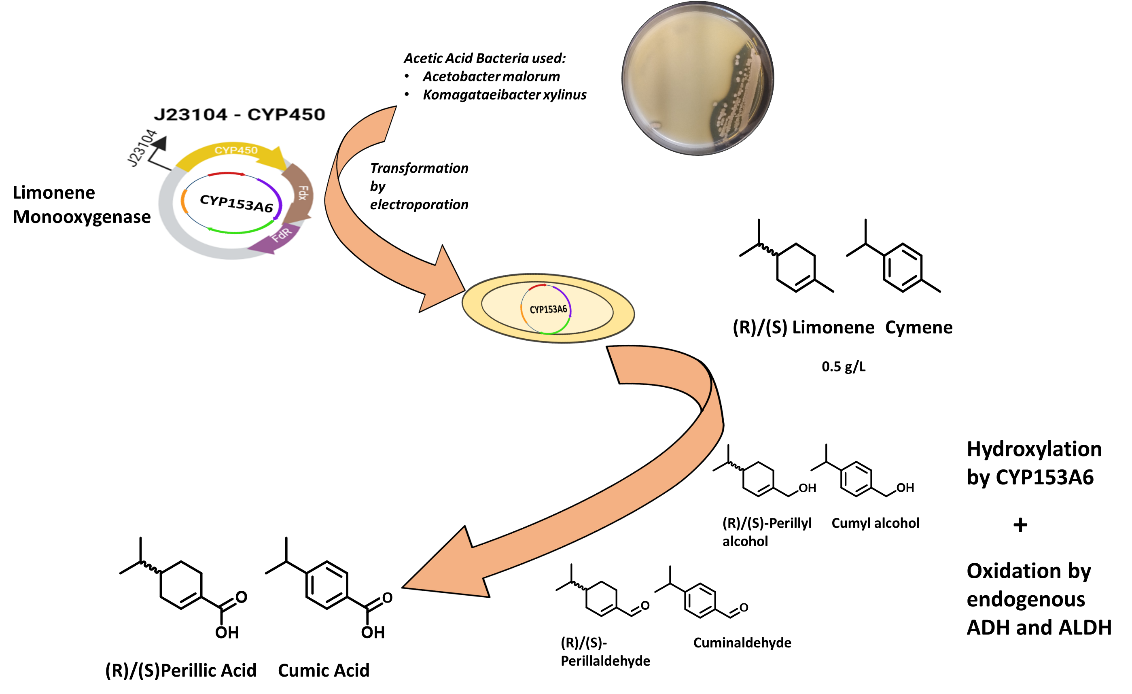 Acetic Acid Bacteria used:
• Acetobacter malorum
• Komagataeibacter xylinus
J23104 - CYP450
J23104
CYP450
Fdx
FdR
CYP153A6
Limonene
Monooxygenase
Transformation
by
electroporation
CYP153A6
(R)/(S) Limonene Cymene
0.5 g/L
OH
OH
(R)/(S)-Perillyl
alcohol
Cumyl alcohol
Hydroxylation
by CYP153A6
+
Oxidation by
endogenous
ADH and ALDH
O
O
(R)/(S)-
Perillaldehyde
Cuminaldehyde
O
OH
O
OH
(R)/(S)Perillic Acid Cumic Acid